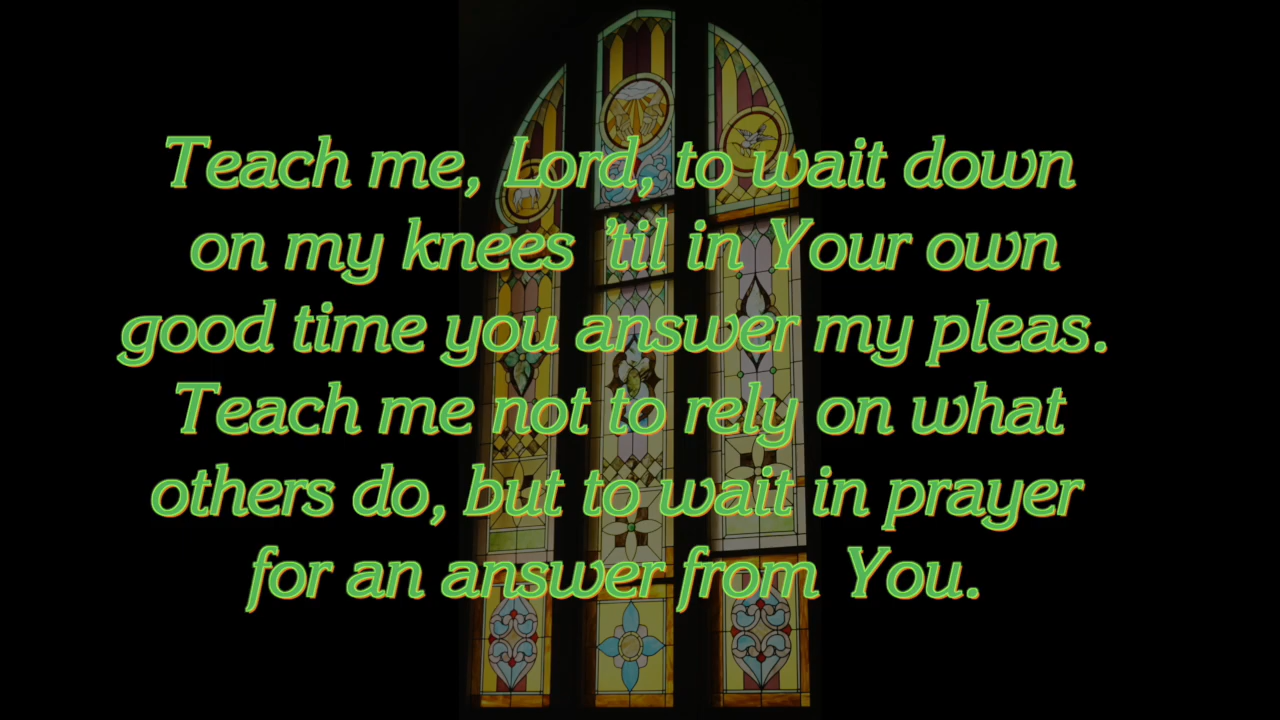 Teach me, Lord, to wait down
on my knees 'til in Your own
good time you answer my pleas.
Teach me not to rely on what
others do, but to wait in prayer
for an answer from You.